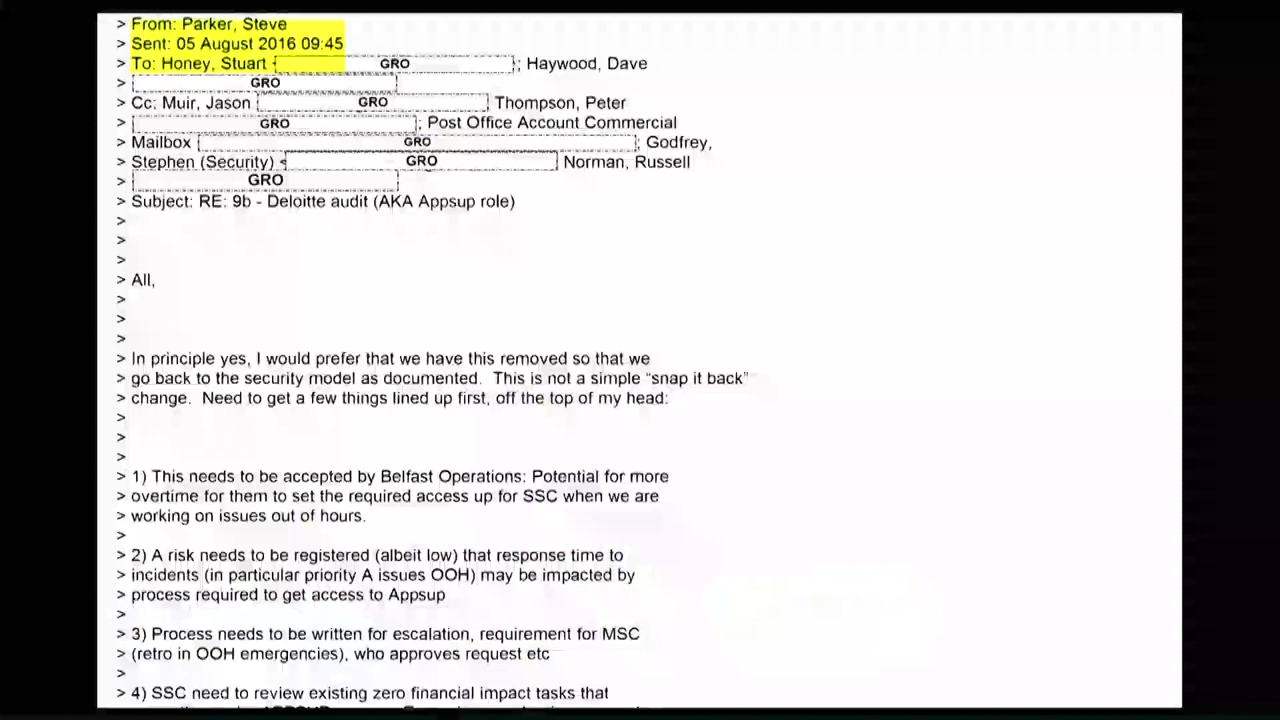 > From: Parker, Steve
> Sent: 05 August 2016 09:45
> To: Honey, Stuart GRO ; Haywood, Dave
> GRO
> Cc: Muir, Jason GRO Thompson, Peter
> GRO ; Post Office Account Commercial
> Mailbox GRO ; Godfrey,
> Stephen (Security) < GRO Norman, Russell
> GRO
> Subject: RE: 9b - Deloitte audit (AKA Appsup role)
>
>
>
> All,
>
>
>
> In principle yes, I would prefer that we have this removed so that we
> go back to the security model as documented. This is not a simple “snap it back”
> change. Need to get a few things lined up first, off the top of my head:
>
>
>
> 1) This needs to be accepted by Belfast Operations: Potential for more
> overtime for them to set the required access up for SSC when we are
> working on issues out of hours.
>
> 2) A risk needs to be registered (albeit low) that response time to
> incidents (in particular priority A issues OOH) may be impacted by
> process required to get access to Appsup
>
> 3) Process needs to be written for escalation, requirement for MSC
> (retro in OOH emergencies), who approves request etc
>
> 4) SSC need to review existing zero financial impact tasks that